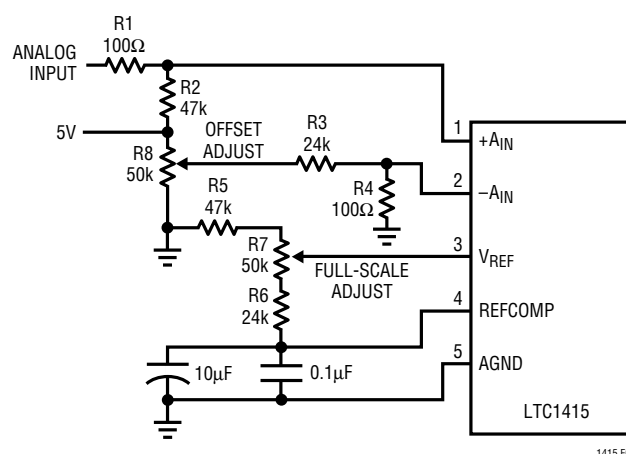 R1
100Ω
ANALOG
INPUT
R2
47k
5V
OFFSET
ADJUST
R3
24k
R8
50k
R4
100Ω
R5
47k
R7
50k
FULL-SCALE
ADJUST
R6
24k
10µF
0.1µF
1
+AIN
2
−AIN
3
VREF
4
REFCOMP
5
AGND
LTC1415